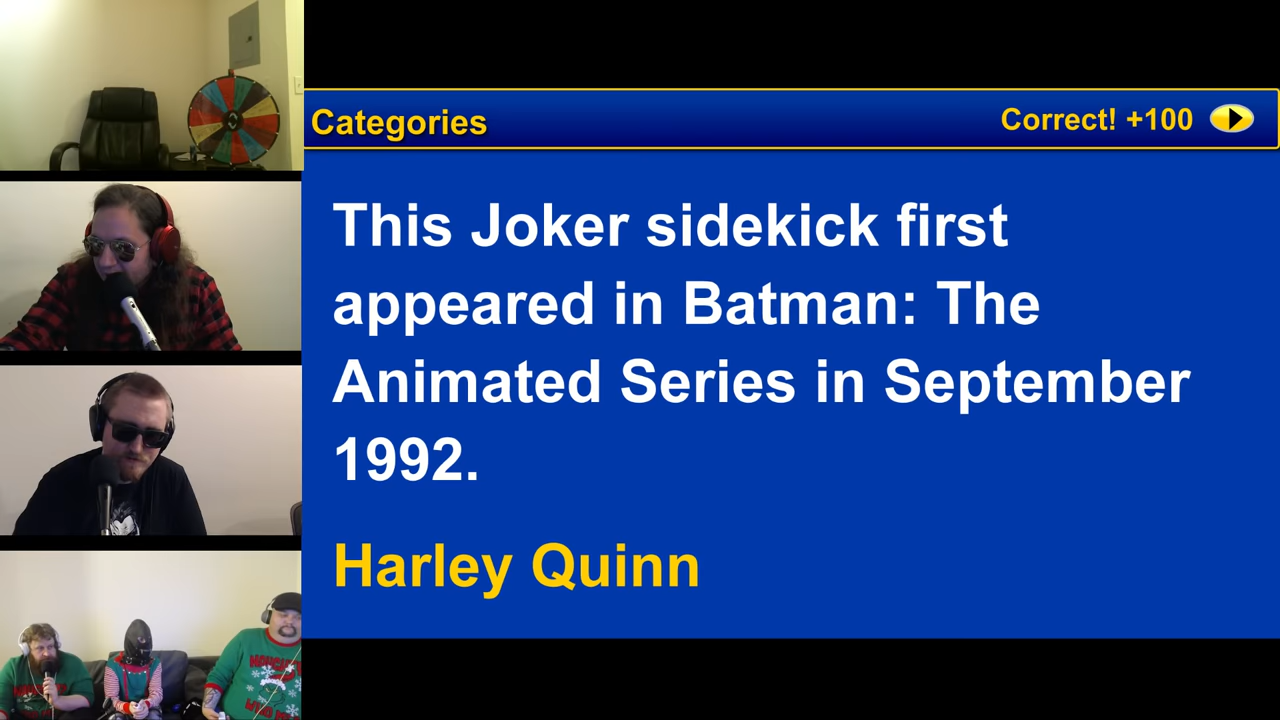 Categories
Correct! +100
This Joker sidekick first
appeared in Batman: The
Animated Series in September
1992.
Harley Quinn